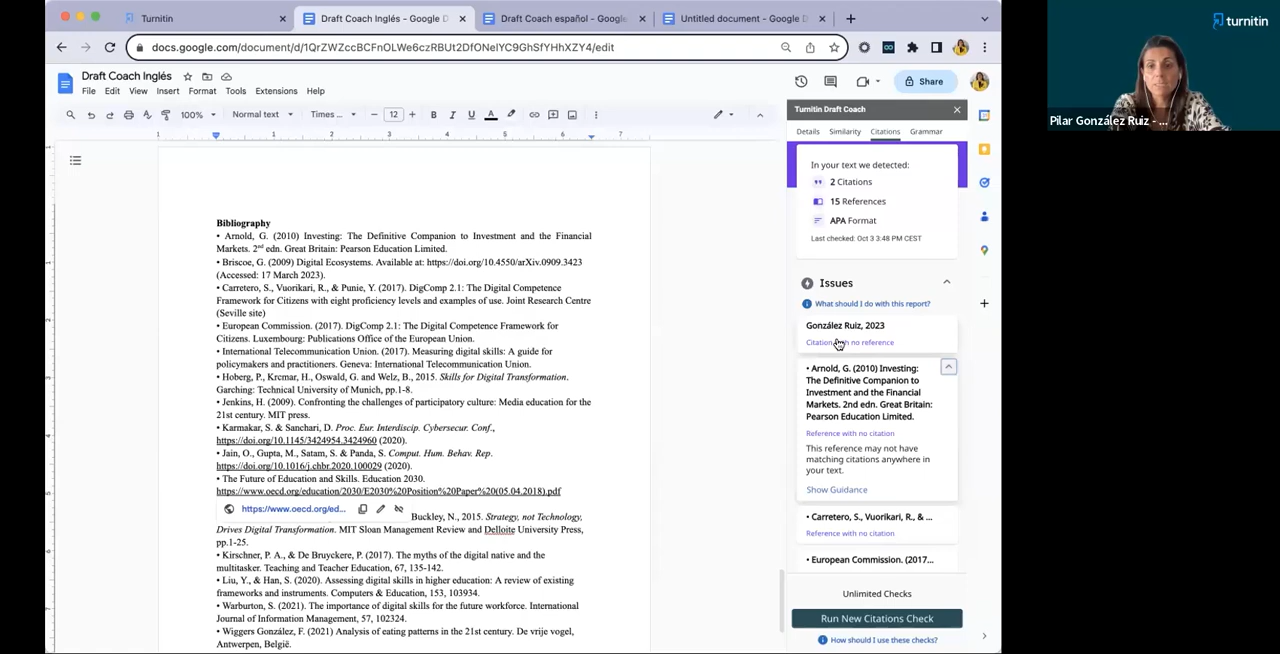 Turnitin
Draft Coach Inglés - Google D
Draft Coach español - Google
Untitled document - Google D
docs.google.com/document/d/1QrZWZccBCFnOLWe6czRBUt2DfONeIYC9GhSfYHhXZY4/edit
Draft Coach Inglés
File Edit View Insert Format Tools Extensions Help
Share
100% Normal text Times ... 12 B I U A
1 1 2 3 4 5 6 7
Bibliography
• Arnold, G. (2010) Investing: The Definitive Companion to Investment and the Financial
Markets. 2nd edn. Great Britain: Pearson Education Limited.
• Briscoe, G. (2009) Digital Ecosystems. Available at: https://doi.org/10.4550/arXiv.0909.3423
(Accessed: 17 March 2023).
• Carretero, S., Vuorikari, R., & Punie, Y. (2017). DigComp 2.1: The Digital Competence
Framework for Citizens with eight proficiency levels and examples of use. Joint Research Centre
(Seville site)
• European Commission. (2017). DigComp 2.1: The Digital Competence Framework for
Citizens. Luxembourg: Publications Office of the European Union.
• International Telecommunication Union. (2017). Measuring digital skills: A guide for
policymakers and practitioners. Geneva: International Telecommunication Union.
• Hoberg, P., Krcmar, H., Oswald, G. and Welz, B., 2015. Skills for Digital Transformation.
Garching: Technical University of Munich, pp.1-8.
• Jenkins, H. (2009). Confronting the challenges of participatory culture: Media education for the
21st century. MIT press.
• Karmakar, S. & Sanchari, D. Proc. Eur. Interdiscip. Cybersecur. Conf.,
https://doi.org/10.1145/3424954.3424960 (2020).
• Jain, O., Gupta, M., Satam, S. & Panda, S. Comput. Hum. Behav. Rep.
https://doi.org/10.1016/j.chbr.2020.100029 (2020).
• The Future of Education and Skills. Education 2030.
https://www.oecd.org/education/2030/E2030%20Position%20Paper%20(05.04.2018).pdf
https://www.oecd.org/ed...
Buckley, N., 2015. Strategy, not Technology,
Drives Digital Transformation. MIT Sloan Management Review and Delloite University Press,
pp.1-25.
• Kirschner, P. A., & De Bruyckere, P. (2017). The myths of the digital native and the
multitasker. Teaching and Teacher Education, 67, 135-142.
• Liu, Y., & Han, S. (2020). Assessing digital skills in higher education: A review of existing
frameworks and instruments. Computers & Education, 153, 103934.
• Warburton, S. (2021). The importance of digital skills for the future workforce. International
Journal of Information Management, 57, 102324.
• Wiggers González, F. (2021) Analysis of eating patterns in the 21st century. De vrije vogel,
Antwerpen, België.
Turnitin Draft Coach
Details Similarity Citations Grammar
In your text we detected:
2 Citations
15 References
APA Format
Last checked: Oct 3 3:48 PM CEST
Issues
What should I do with this report?
González Ruiz, 2023
Citation with no reference
• Arnold, G. (2010) Investing:
The Definitive Companion to
Investment and the Financial
Markets. 2nd edn. Great Britain:
Pearson Education Limited.
Reference with no citation
This reference may not have
matching citations anywhere in
your text.
Show Guidance
• Carretero, S., Vuorikari, R., & ...
Reference with no citation
• European Commission. (2017...
Unlimited Checks
Run New Citations Check
How should I use these checks?
turnitin
Pilar González Ruiz - ...